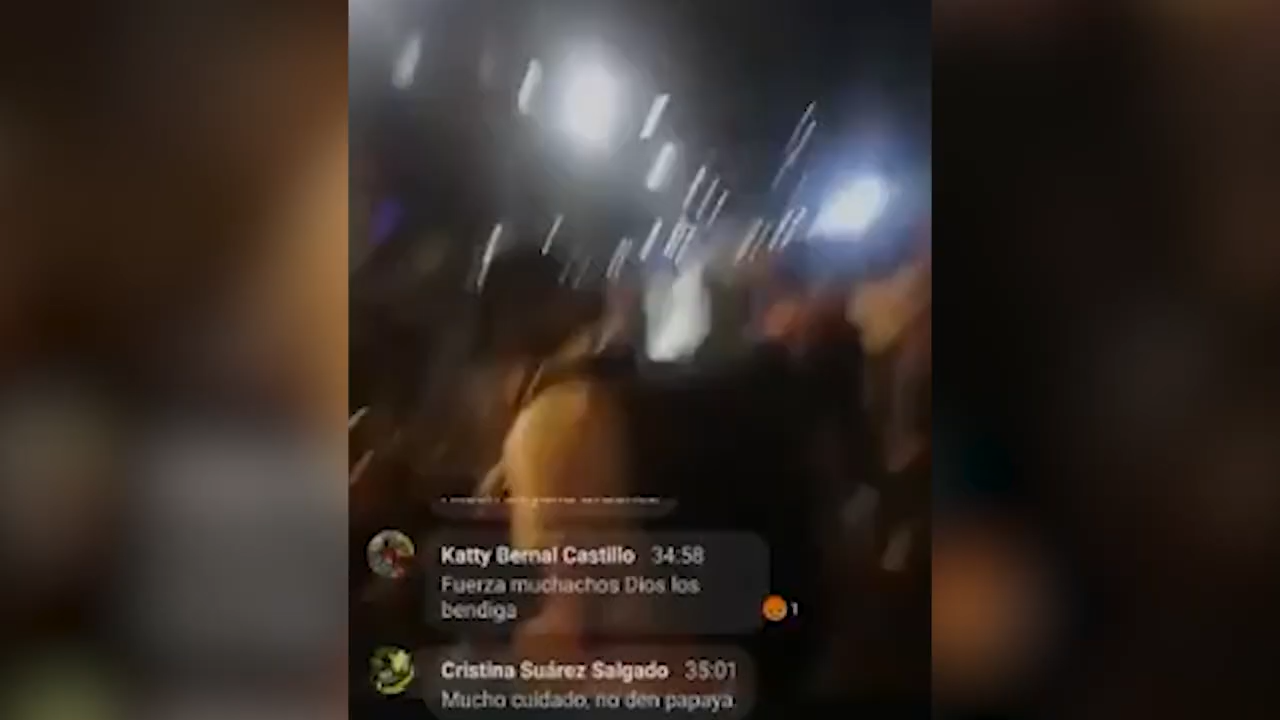 Katty Bernal Castillo 34:58
Fuerza muchachos Dios los
bendiga
1
Cristina Suárez Salgado 35:01
Mucho cuidado, no den papaya